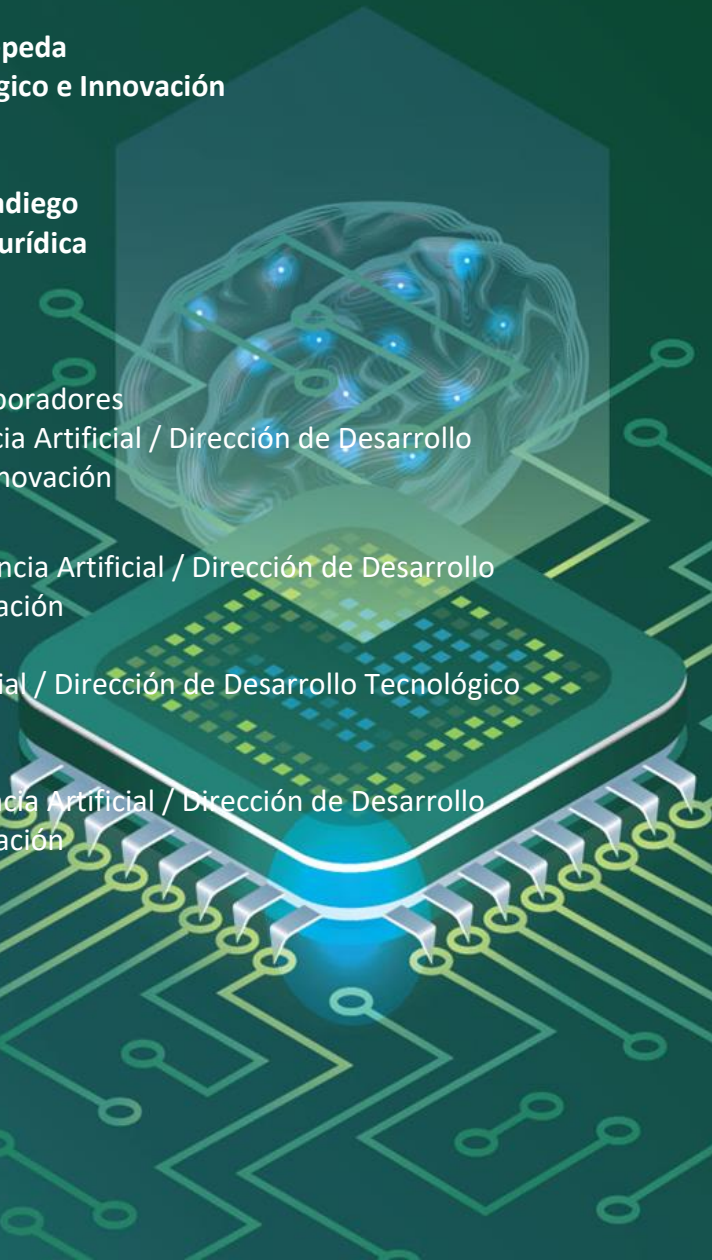 peda
gico e Innovación
ndiego
urídica
boradores
cia Artificial / Dirección de Desarrollo
nnovación
ncia Artificial / Dirección de Desarrollo
ación
ial / Dirección de Desarrollo Tecnológico
ncia Artificial / Dirección de Desarrollo
ación